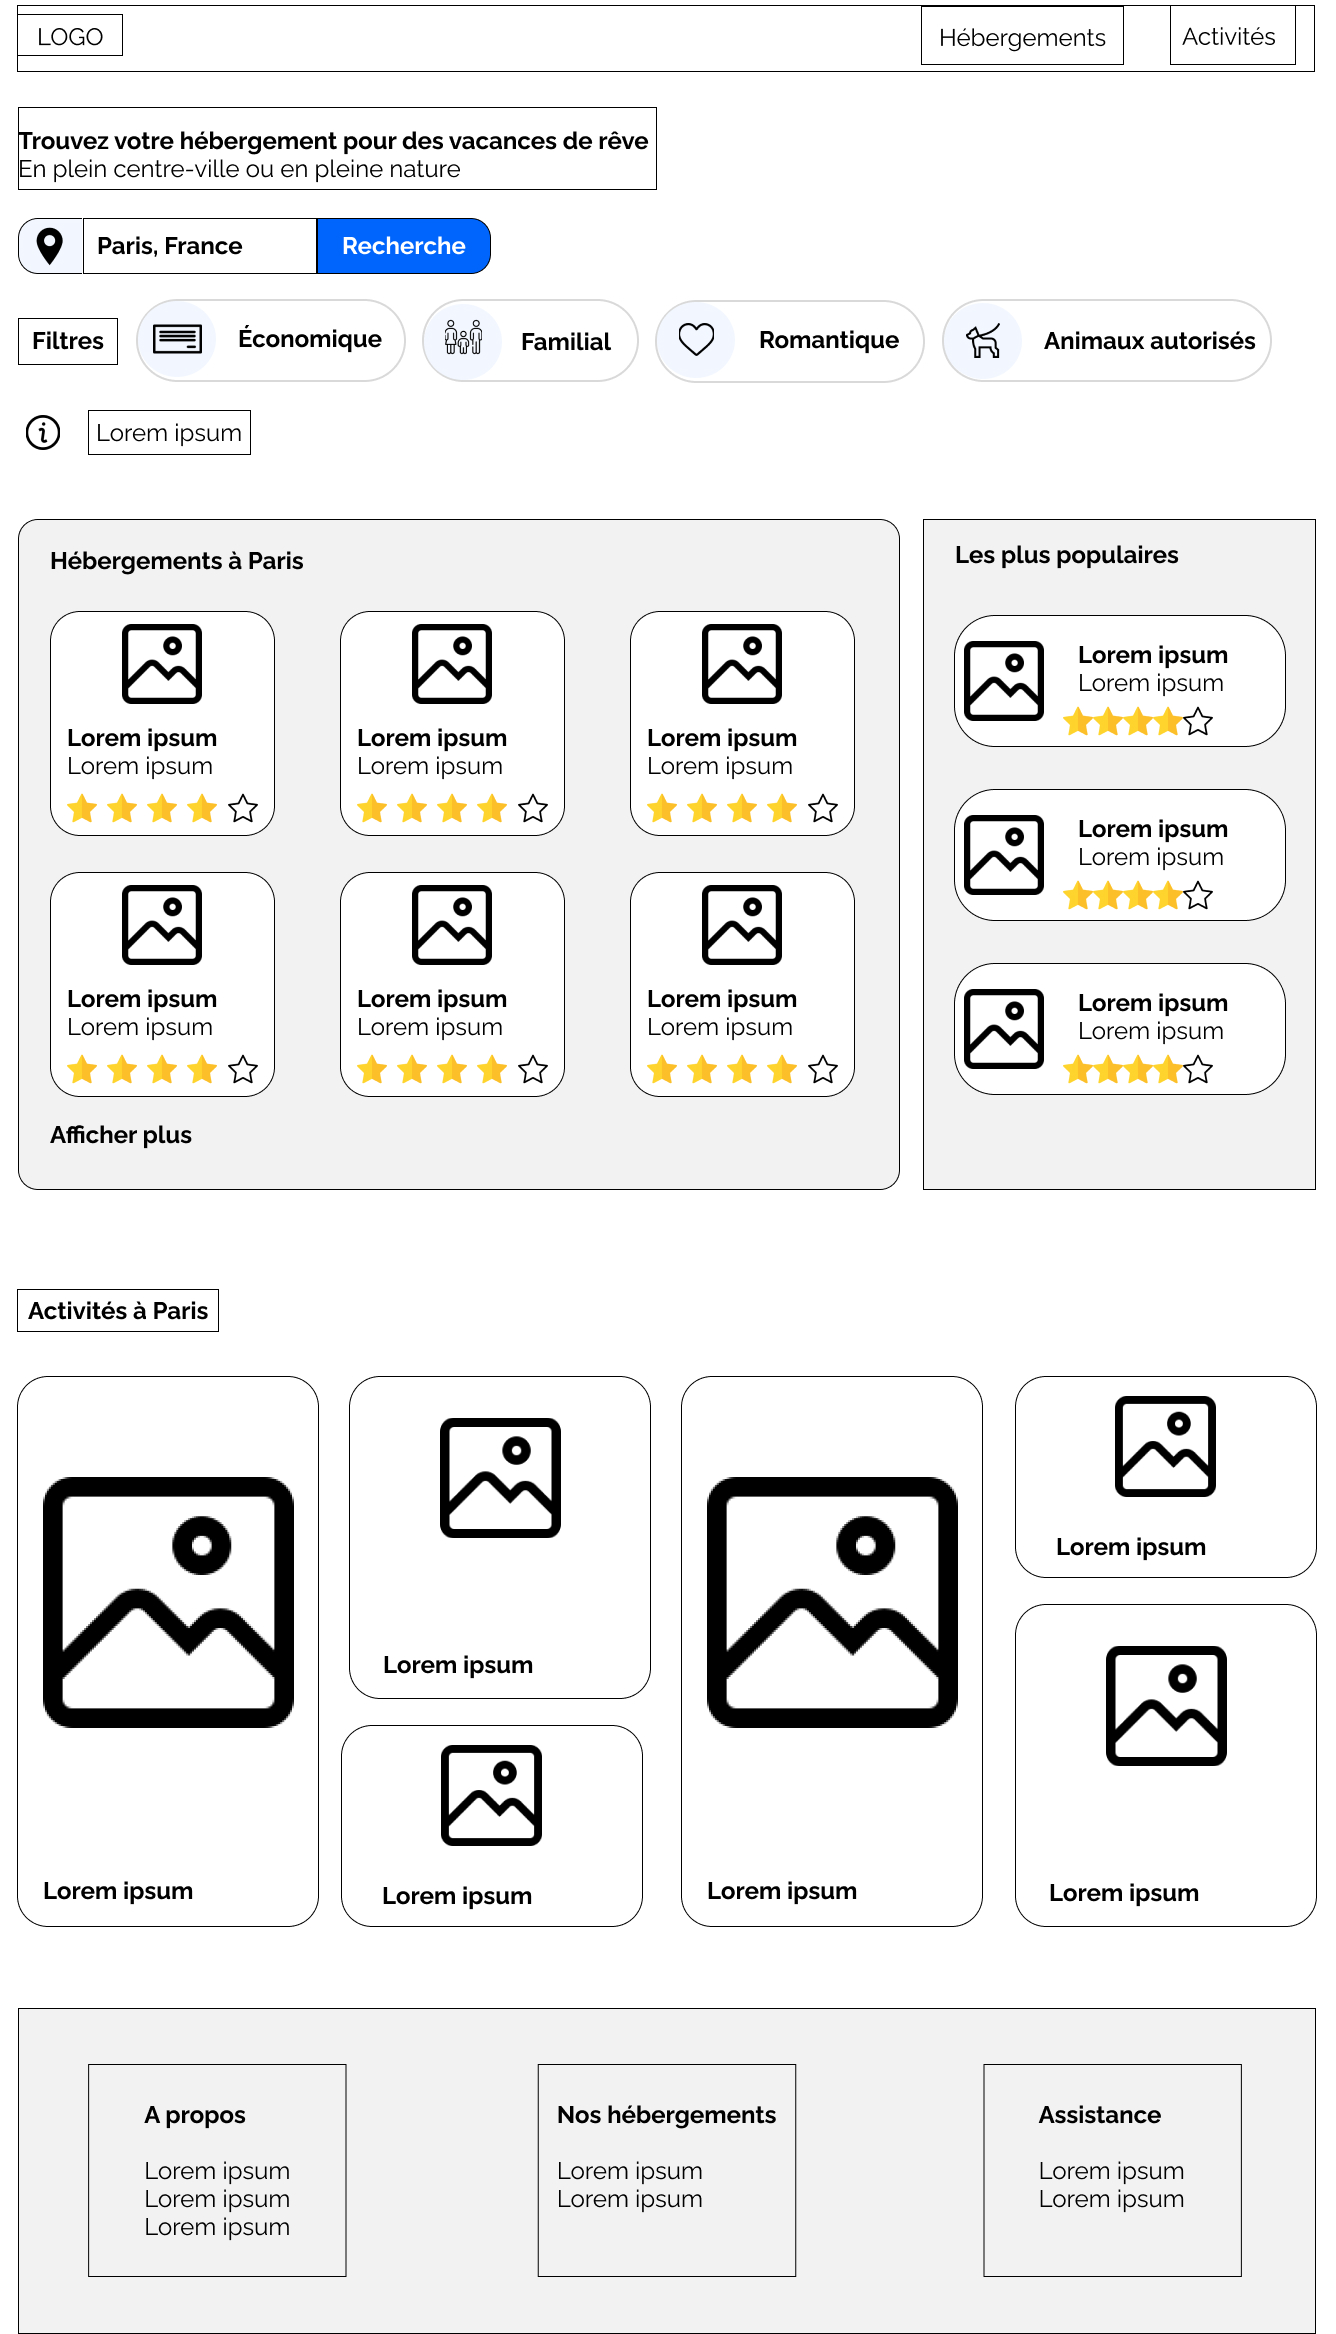 LOGO
Hébergements
Activités
Trouvez votre hébergement pour des vacances de rêve
En plein centre-ville ou en pleine nature
Paris, France
Recherche
Filtres
Économique
Familial
Romantique
Animaux autorisés
Lorem ipsum
Hébergements à Paris
Lorem ipsum
Lorem ipsum
Lorem ipsum
Lorem ipsum
Lorem ipsum
Lorem ipsum
Lorem ipsum
Lorem ipsum
Lorem ipsum
Lorem ipsum
Lorem ipsum
Lorem ipsum
Afficher plus
Les plus populaires
Lorem ipsum
Lorem ipsum
Lorem ipsum
Lorem ipsum
Lorem ipsum
Lorem ipsum
Activités à Paris
Lorem ipsum
Lorem ipsum
Lorem ipsum
Lorem ipsum
Lorem ipsum
Lorem ipsum
A propos
Lorem ipsum
Lorem ipsum
Lorem ipsum
Nos hébergements
Lorem ipsum
Lorem ipsum
Assistance
Lorem ipsum
Lorem ipsum